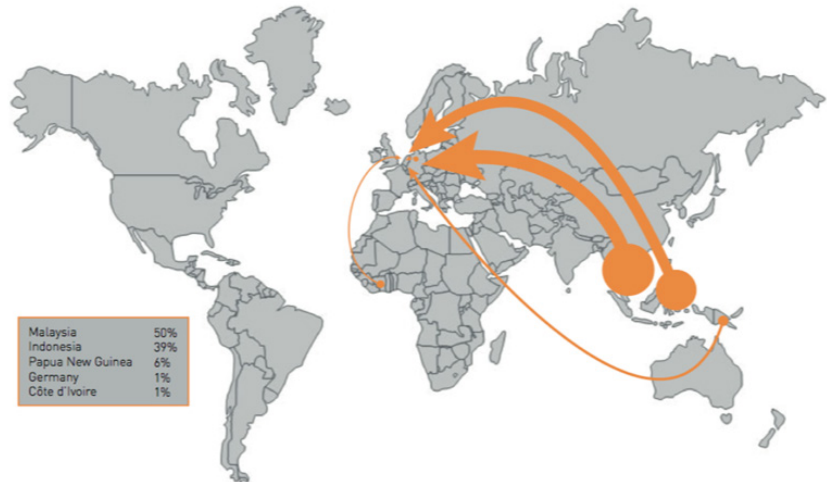 Malaysia 50%
Indonesia 39%
Papua New Guinea 6%
Germany 1%
Côte d'Ivoire 1%